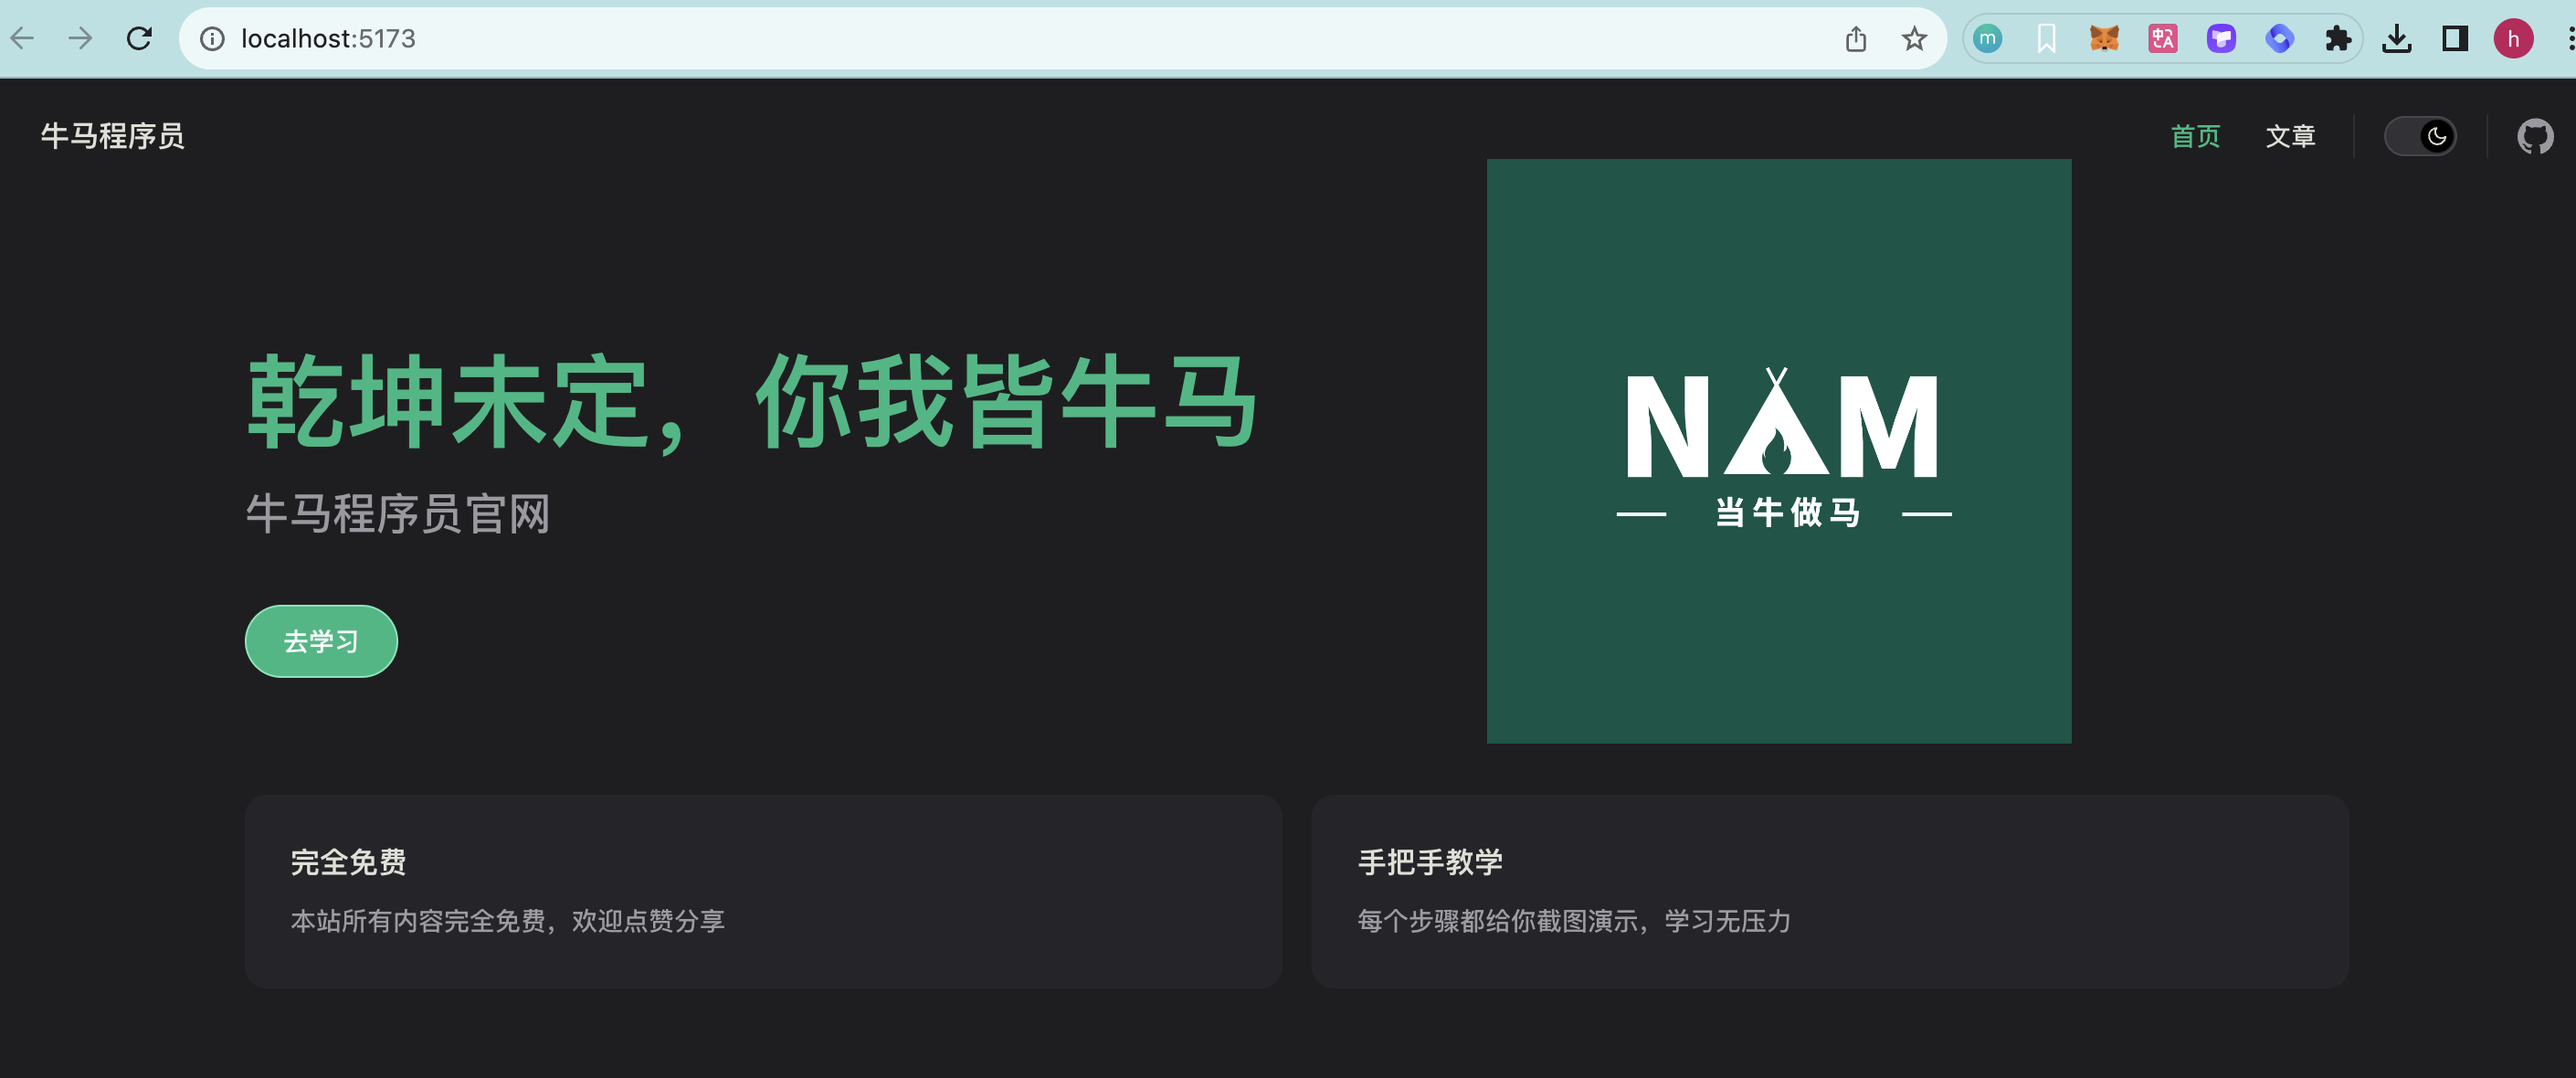 localhost:5173
m
中A
h
牛马程序员
首页 文章
乾坤未定，你我皆牛马
牛马程序员官网
去学习
NAM
当牛做马
完全免费
本站所有内容完全免费，欢迎点赞分享
手把手教学
每个步骤都给你截图演示，学习无压力